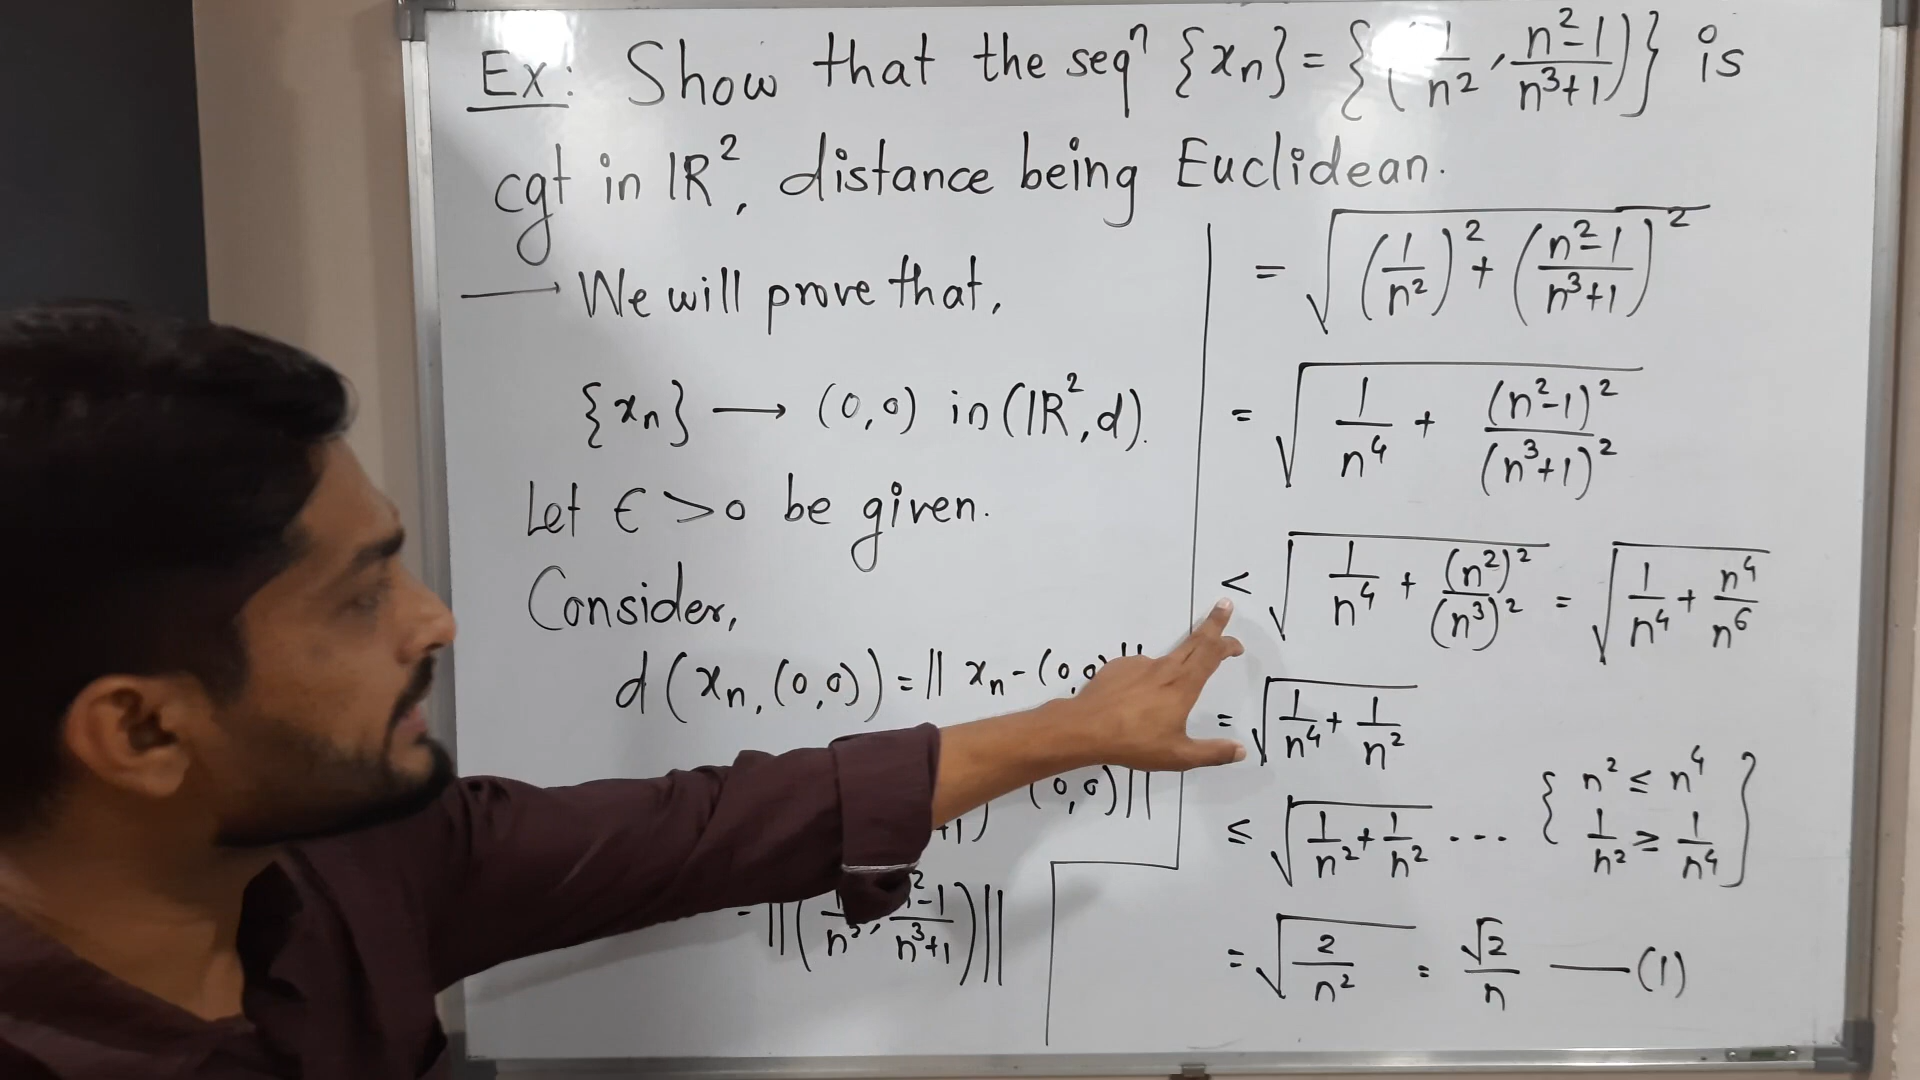 Ex: Show that the seqⁿ {xₙ} = {(1/n², (n²-1)/(n³+1))} is
cgt in ℝ², distance being Euclidean.
⟶ We will prove that,
{xₙ} ⟶ (0,0) in (ℝ², d).
Let ϵ > 0 be given.
Consider,
d(xₙ, (0,0)) = || xₙ - (0,0) ||
+1) (0,0)||
= ||(1/n², (n²-1)/(n³+1))||
= √((1/n²)² + ((n²-1)/(n³+1))²)
= √(1/n⁴ + (n²-1)²/(n³+1)²)
< √(1/n⁴ + (n²)²/(n³)²) = √(1/n⁴ + n⁴/n⁶)
= √(1/n⁴ + 1/n²)
≤ √(1/n² + 1/n²) ... { n² ≤ n⁴
1/n² ≥ 1/n⁴ }
= √(2/n²) = √2/n —— (1)